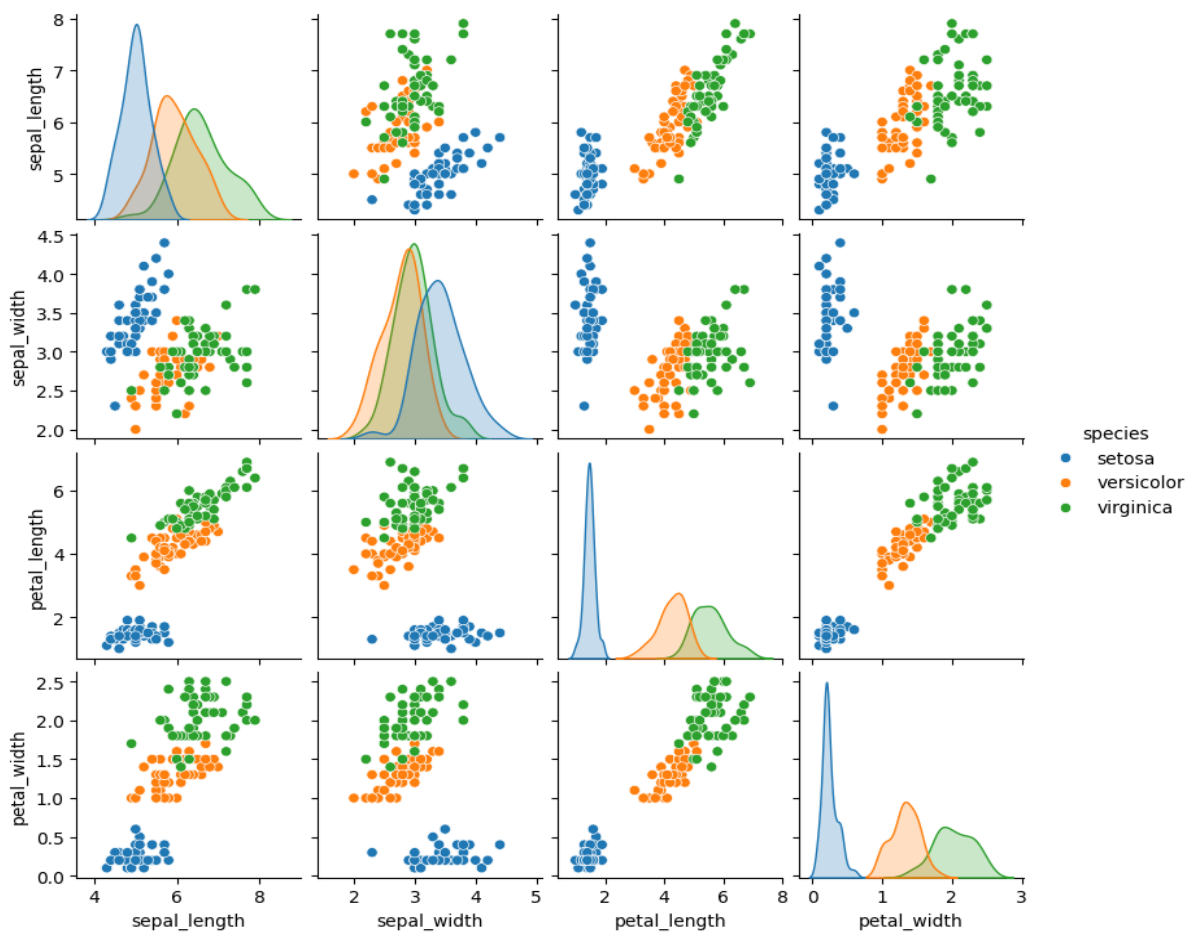 8
7
6
5
sepal_length
4.5
4.0
3.5
3.0
2.5
2.0
sepal_width
species
setosa
versicolor
virginica
6
4
2
petal_length
2.5
2.0
1.5
1.0
0.5
0.0
petal_width
4 6 8
2 3 4 5
2 4 6 8
0 1 2 3
sepal_length sepal_width petal_length petal_width